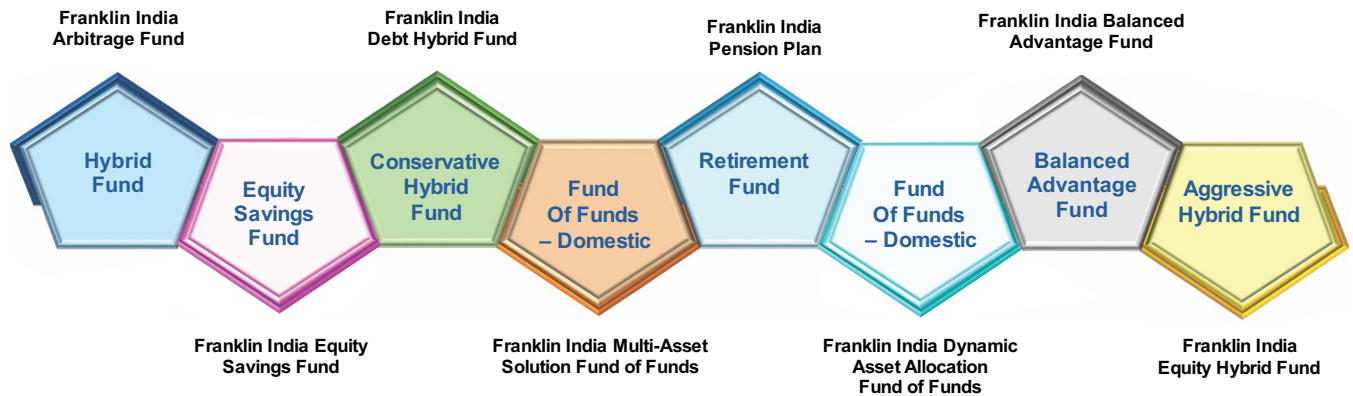 Franklin India
Arbitrage Fund
Franklin India
Debt Hybrid Fund
Franklin India
Pension Plan
Franklin India Balanced
Advantage Fund
Hybrid
Fund
Equity
Savings
Fund
Conservative
Hybrid
Fund
Fund
Of Funds
– Domestic
Retirement
Fund
Fund
Of Funds
– Domestic
Balanced
Advantage
Fund
Aggressive
Hybrid Fund
Franklin India Equity
Savings Fund
Franklin India Multi-Asset
Solution Fund of Funds
Franklin India Dynamic
Asset Allocation
Fund of Funds
Franklin India
Equity Hybrid Fund